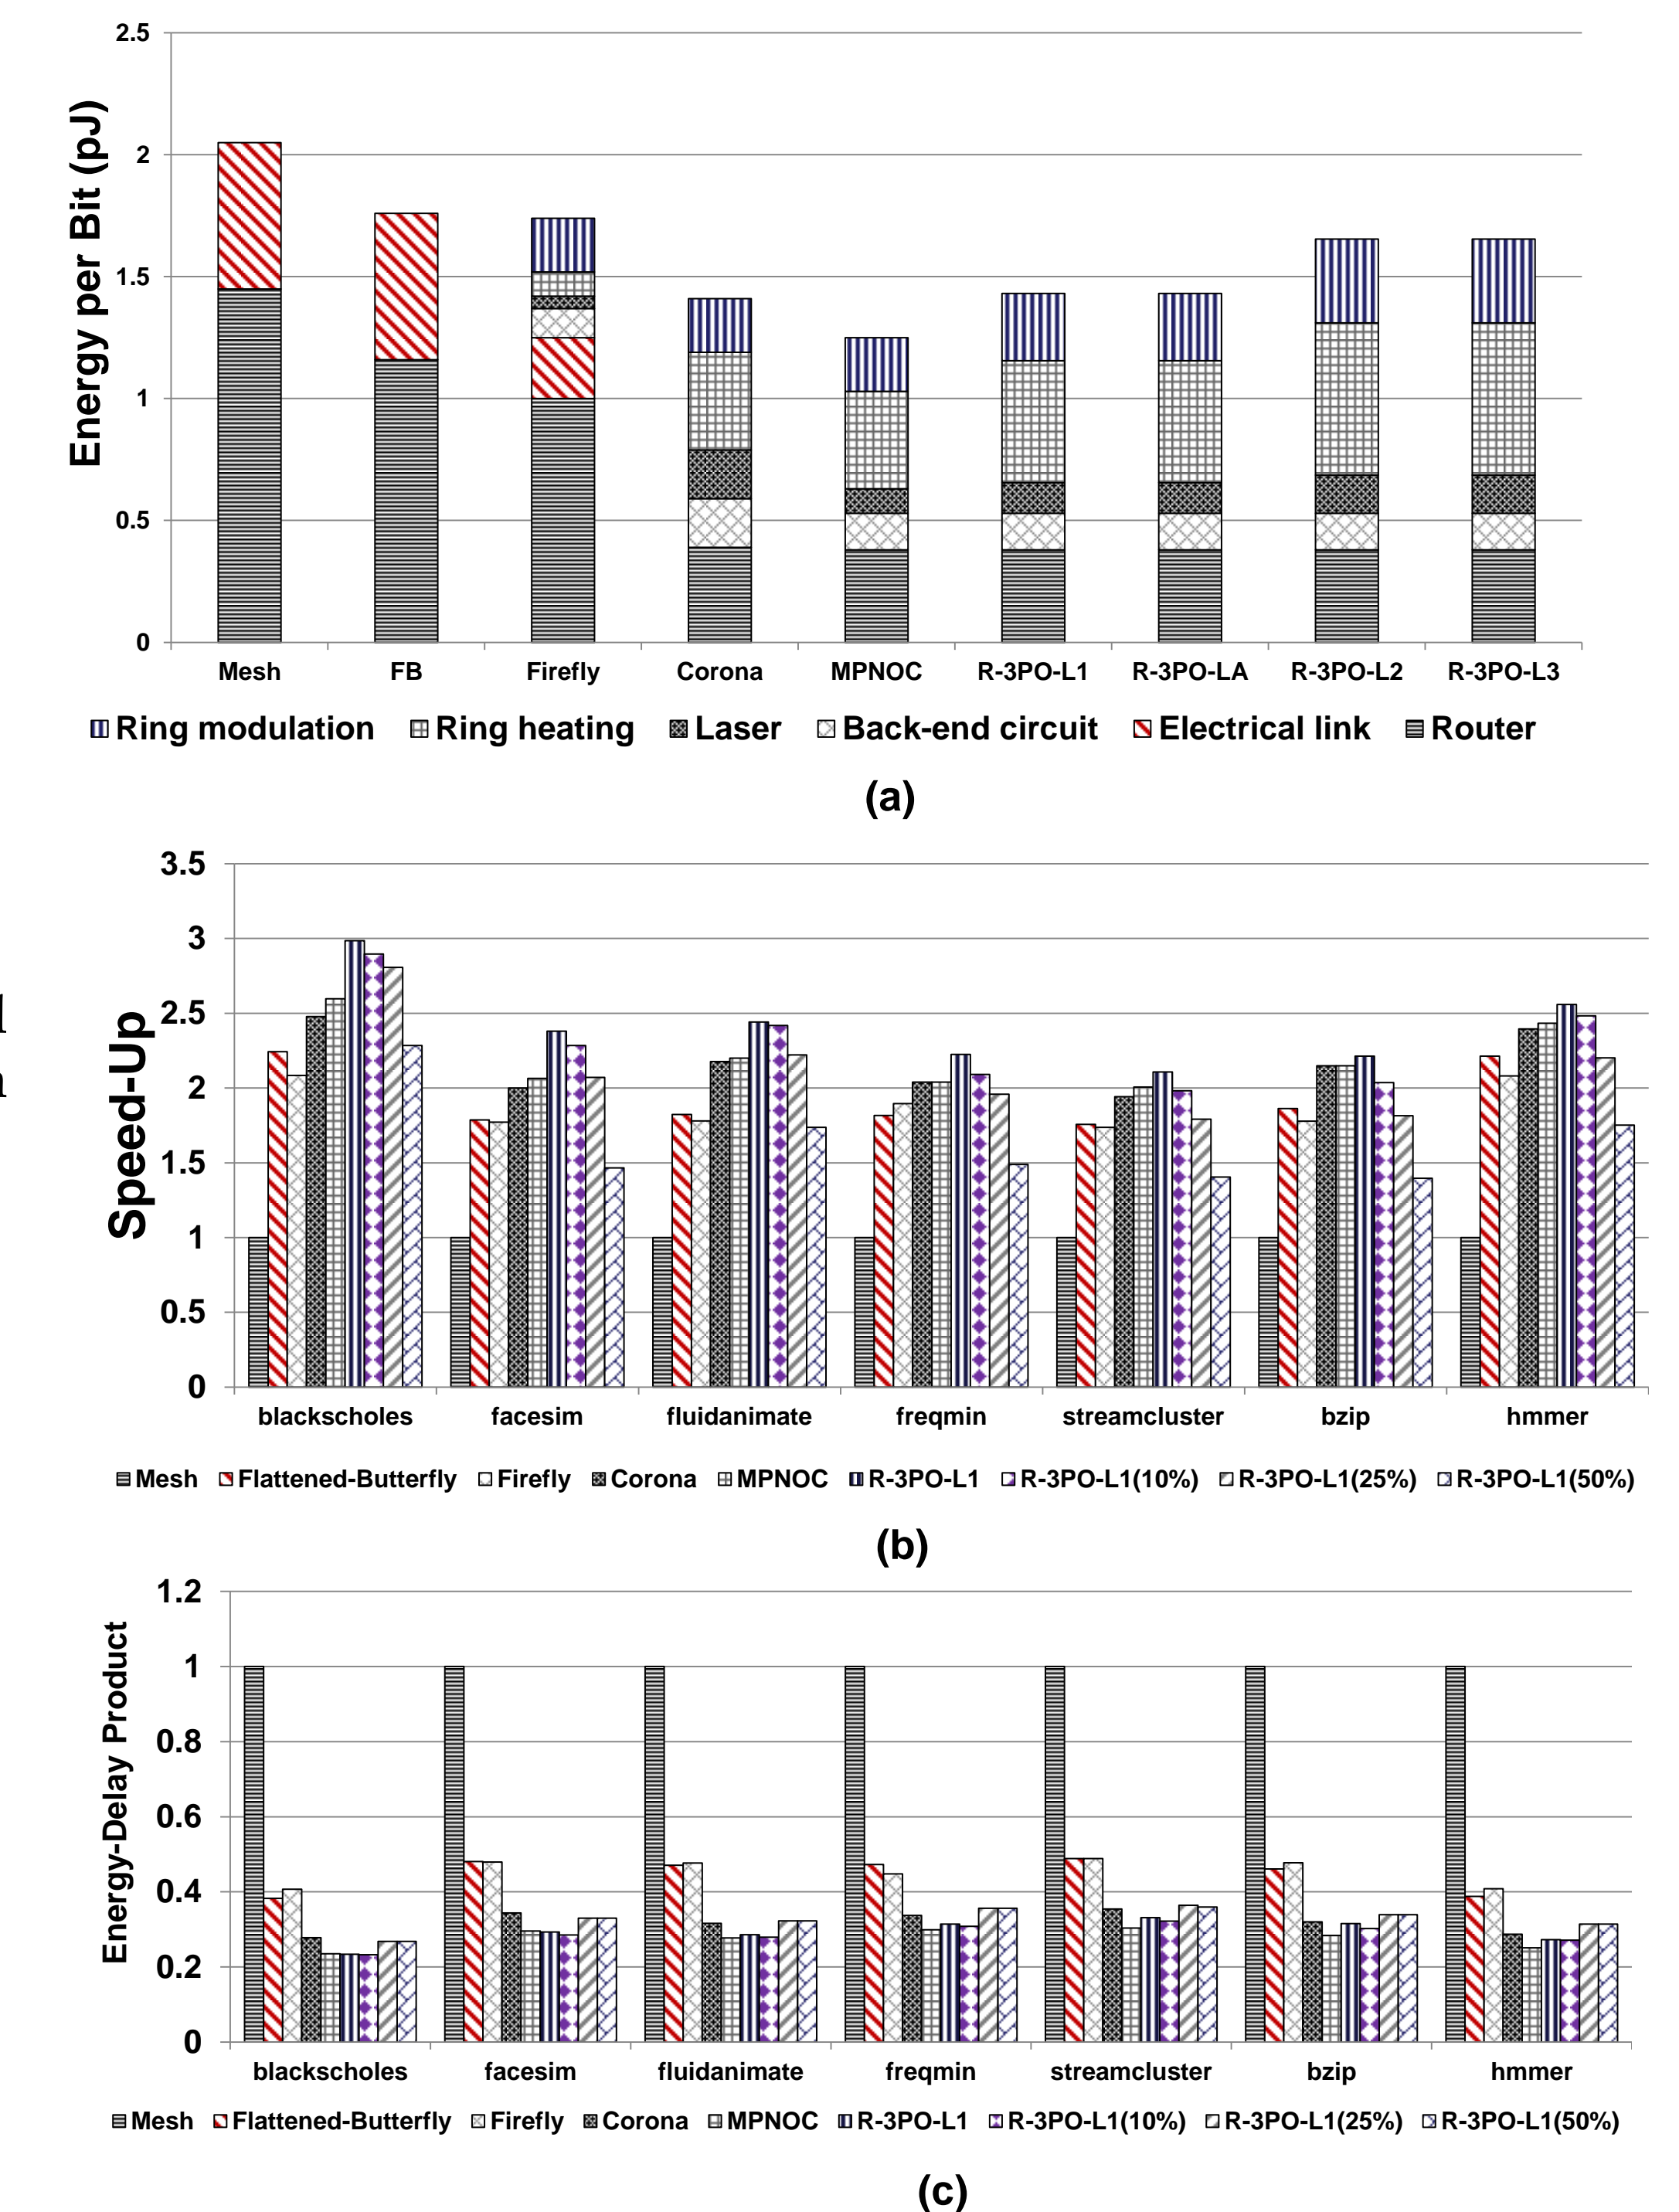 2.5
2
1.5
1
0.5
0
Energy per Bit (pJ)
Mesh FB Firefly Corona MPNOC R-3PO-L1 R-3PO-LA R-3PO-L2 R-3PO-L3
Ring modulation Ring heating Laser Back-end circuit Electrical link Router
(a)
3.5
3
2.5
2
1.5
1
0.5
0
Speed-Up
blackscholes facesim fluidanimate freqmin streamcluster bzip hmmer
Mesh Flattened-Butterfly Firefly Corona MPNOC R-3PO-L1 R-3PO-L1(10%) R-3PO-L1(25%) R-3PO-L1(50%)
(b)
1.2
1
0.8
0.6
0.4
0.2
0
Energy-Delay Product
blackscholes facesim fluidanimate freqmin streamcluster bzip hmmer
Mesh Flattened-Butterfly Firefly Corona MPNOC R-3PO-L1 R-3PO-L1(10%) R-3PO-L1(25%) R-3PO-L1(50%)
(c)